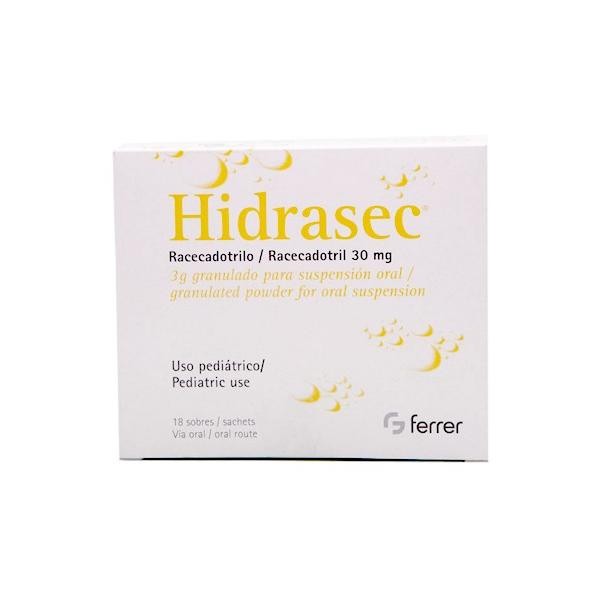 Hidrasec®
Racecadotrilo / Racecadotril 30 mg
3g granulado para suspensión oral /
granulated powder for oral suspension
Uso pediátrico/
Pediatric use
18 sobres / sachets
Vía oral / oral route
ferrer